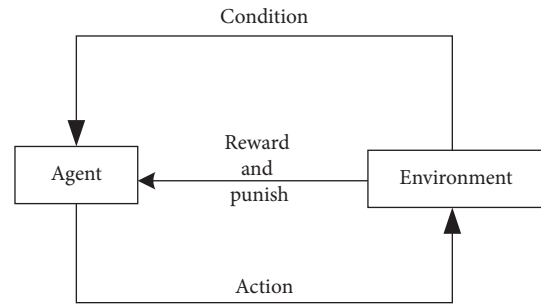 Condition
Agent
Reward
and
punish
Environment
Action